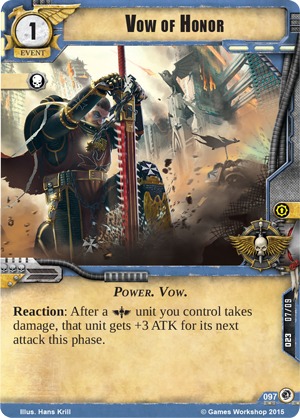 1
EVENT
Vow of Honor
07/09
023
Power. Vow.
Reaction: After a unit you control takes
damage, that unit gets +3 ATK for its next
attack this phase.
097
Illus. Hans Krill
© Games Workshop 2015